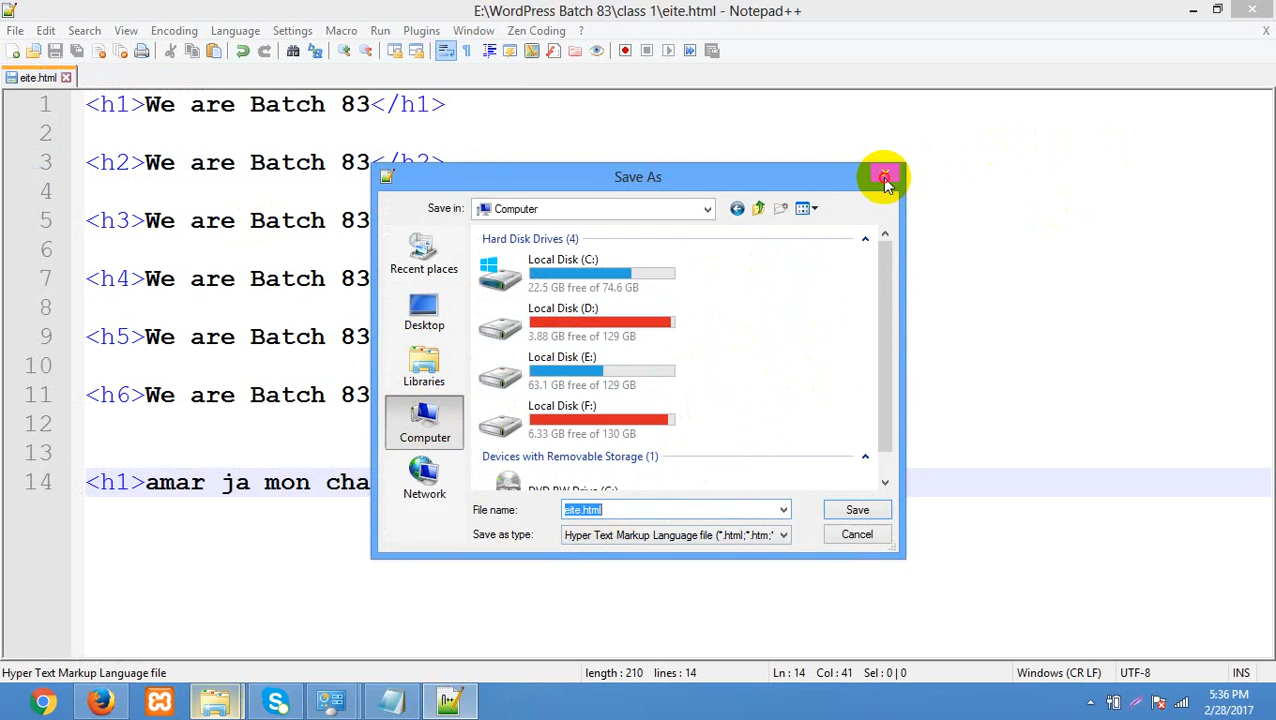 E:\WordPress Batch 83\class 1\eite.html - Notepad++
File Edit Search View Encoding Language Settings Macro Run Plugins Window Zen Coding ? X
eite.html
1 <h1>We are Batch 83</h1>
2
3 <h2>We are Batch 83</h2>
4
5 <h3>We are Batch 83
6
7 <h4>We are Batch 83
8
9 <h5>We are Batch 83
10
11 <h6>We are Batch 83
12
13
14 <h1>amar ja mon cha
Save As
Save in: Computer
Recent places
Desktop
Libraries
Computer
Network
Hard Disk Drives (4)
Local Disk (C:)
22.5 GB free of 74.6 GB
Local Disk (D:)
3.88 GB free of 129 GB
Local Disk (E:)
63.1 GB free of 129 GB
Local Disk (F:)
6.33 GB free of 130 GB
Devices with Removable Storage (1)
DVD RW Drive (G:)
File name: eite.html Save
Save as type: Hyper Text Markup Language file (*.html;*.htm;* Cancel
Hyper Text Markup Language file length : 210 lines : 14 Ln : 14 Col : 41 Sel : 0 | 0 Windows (CR LF) UTF-8 INS
5:36 PM
2/28/2017